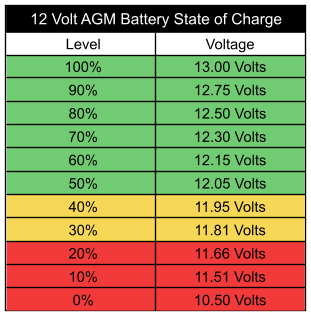 12 Volt AGM Battery State of Charge
Level Voltage
100% 13.00 Volts
90% 12.75 Volts
80% 12.50 Volts
70% 12.30 Volts
60% 12.15 Volts
50% 12.05 Volts
40% 11.95 Volts
30% 11.81 Volts
20% 11.66 Volts
10% 11.51 Volts
0% 10.50 Volts